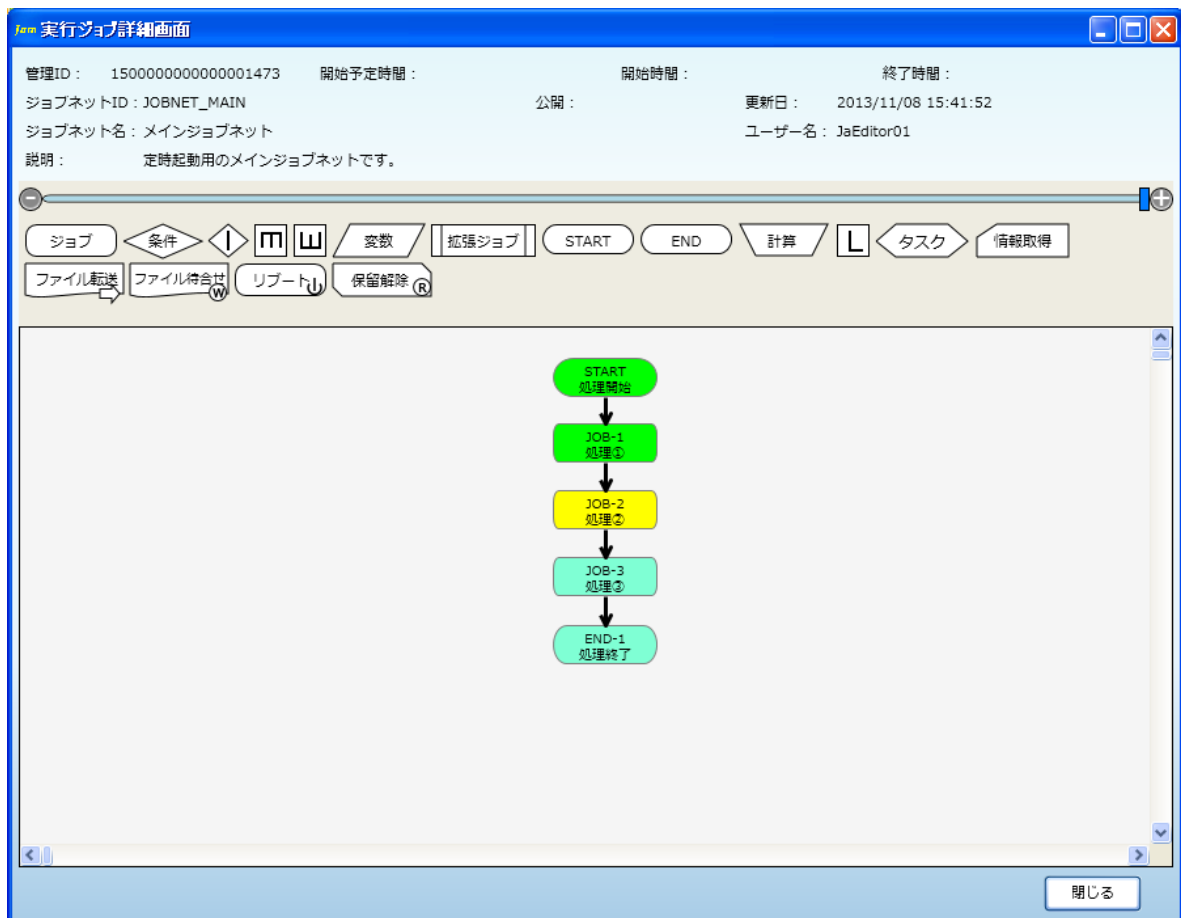 Jam 実行ジョブ詳細画面
管理ID： 1500000000000001473 開始予定時間： 開始時間： 終了時間：
ジョブネットID：JOBNET_MAIN 公開： 更新日： 2013/11/08 15:41:52
ジョブネット名：メインジョブネット ユーザー名：JaEditor01
説明： 定時起動用のメインジョブネットです。
ジョブ 条件 変数 拡張ジョブ START END 計算 L タスク 情報取得
ファイル転送 ファイル待合せ W リブート 保留解除 R
START
処理開始
JOB-1
処理①
JOB-2
処理②
JOB-3
処理③
END-1
処理終了
閉じる